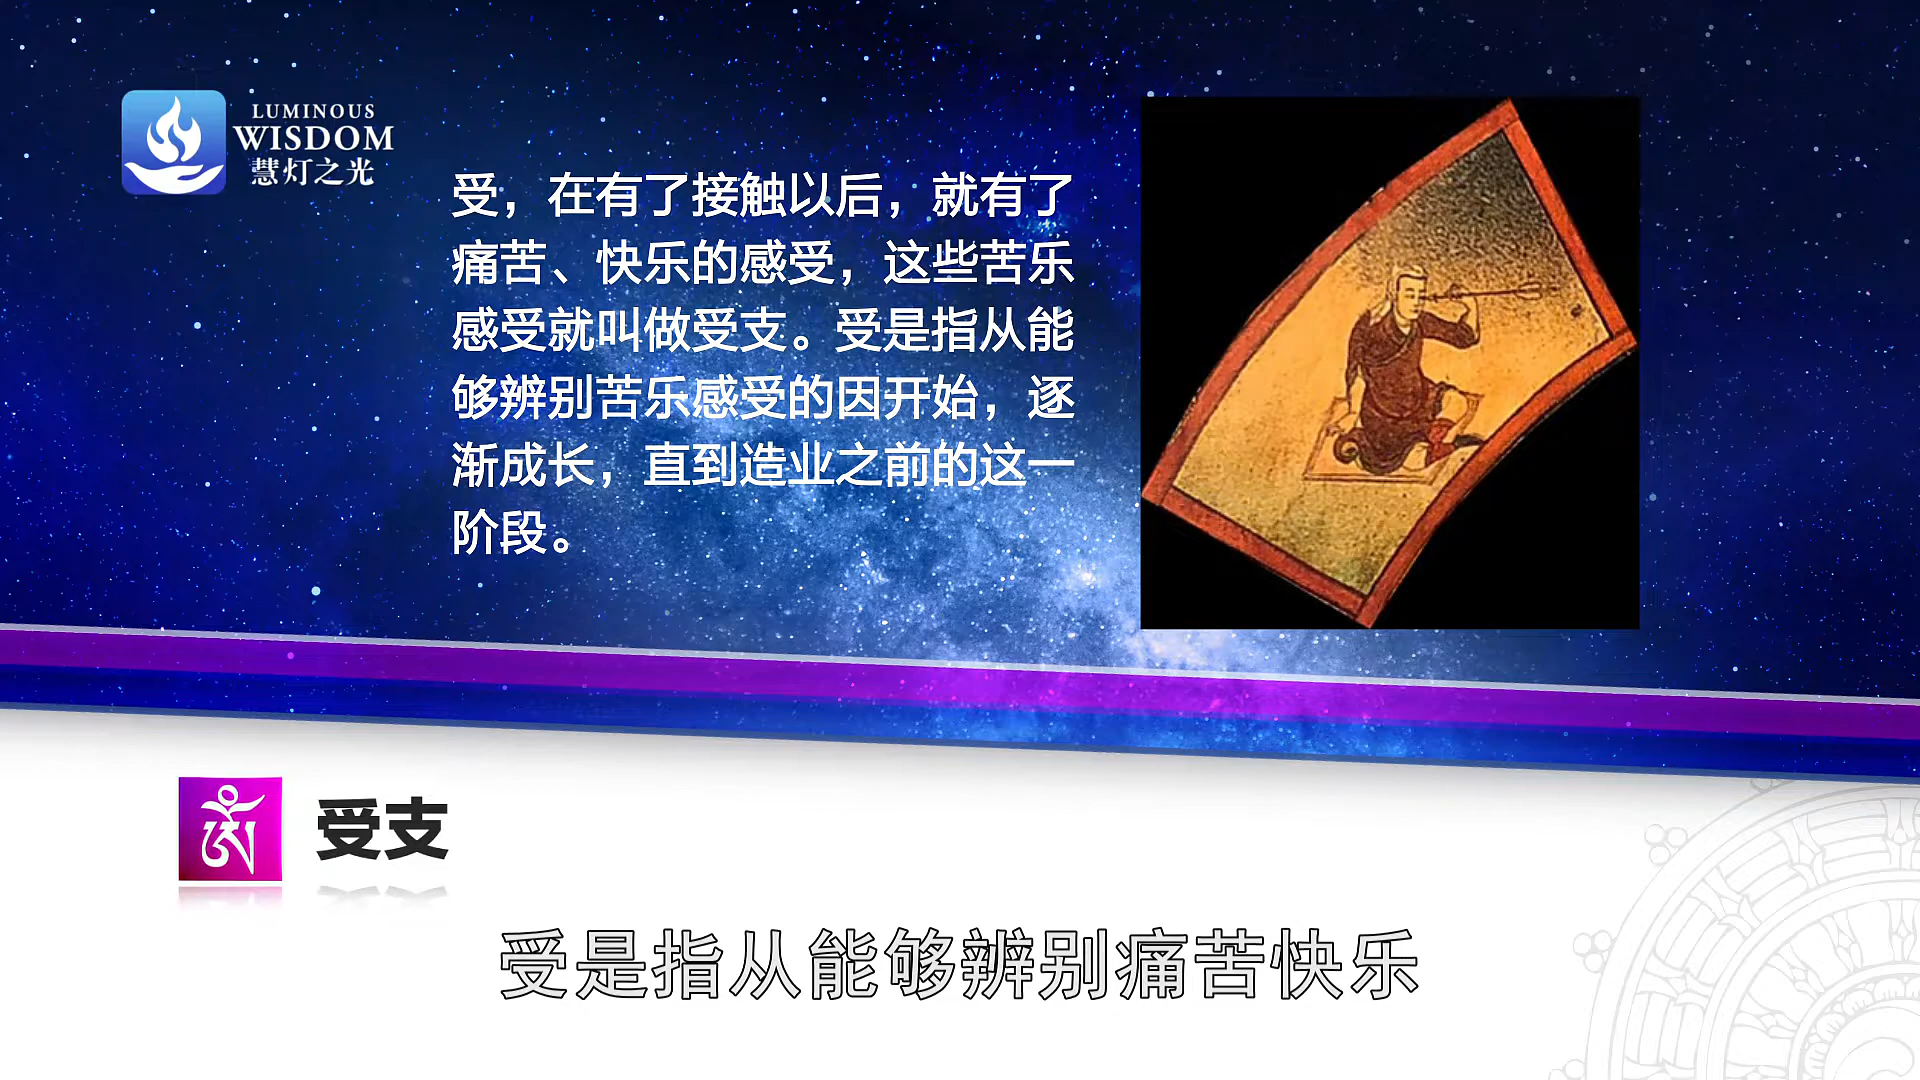 LUMINOUS
WISDOM
慧灯之光
受，在有了接触以后，就有了
痛苦、快乐的感受，这些苦乐
感受就叫做受支。受是指从能
够辨别苦乐感受的因开始，逐
渐成长，直到造业之前的这一
阶段。
ༀ
受支
受是指从能够辨别痛苦快乐